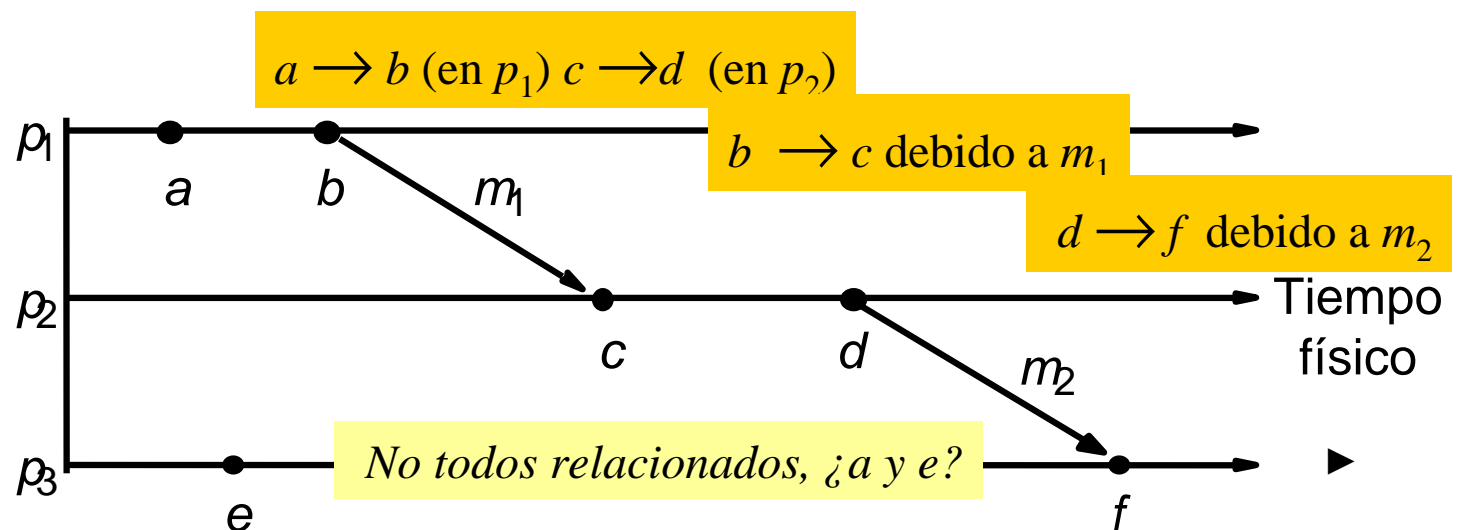 a → b (en p₁) c → d (en p₂)
p₁
b → c debido a m₁
a
b
m₁
d → f debido a m₂
p₂
Tiempo
físico
c
d
m₂
No todos relacionados, ¿a y e?
p₃
e
f